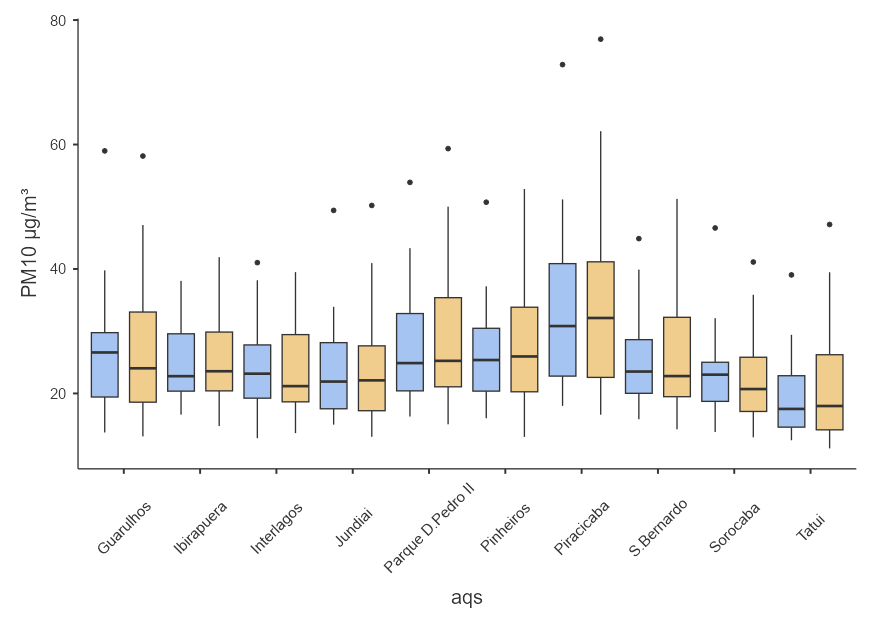 80
60
40
20
PM10 µg/m³
Guarulhos
Ibirapuera
Interlagos
Jundiai
Parque D.Pedro II
Pinheiros
Piracicaba
S.Bernardo
Sorocaba
Tatui
aqs